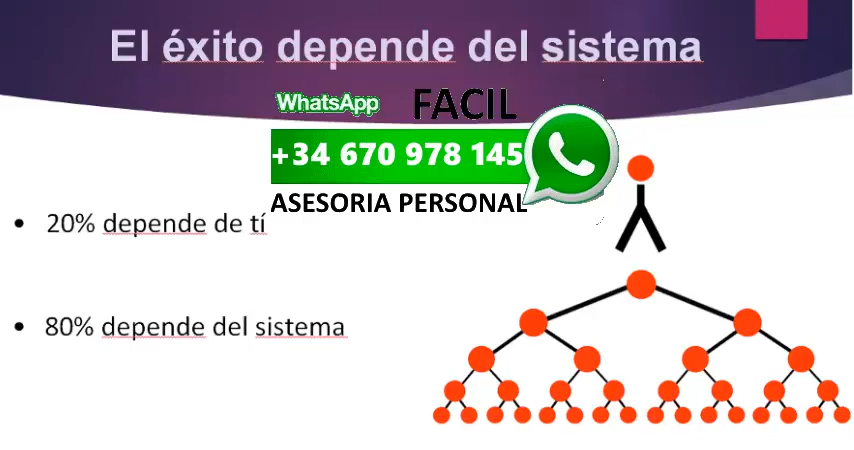 El éxito depende del sistema
WhatsApp FACIL
+34 670 978 145
ASESORIA PERSONAL
• 20% depende de tí
• 80% depende del sistema